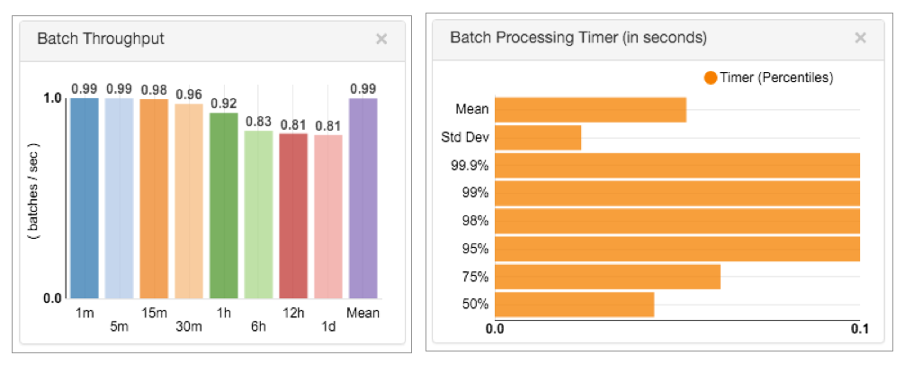 Batch Throughput ×
0.99 0.99 0.98 0.96 0.92 0.83 0.81 0.81 0.99
1.0
( batches / sec )
0.0
1m 5m 15m 30m 1h 6h 12h 1d Mean
Batch Processing Timer (in seconds) ×
Timer (Percentiles)
Mean
Std Dev
99.9%
99%
98%
95%
75%
50%
0.0 0.1